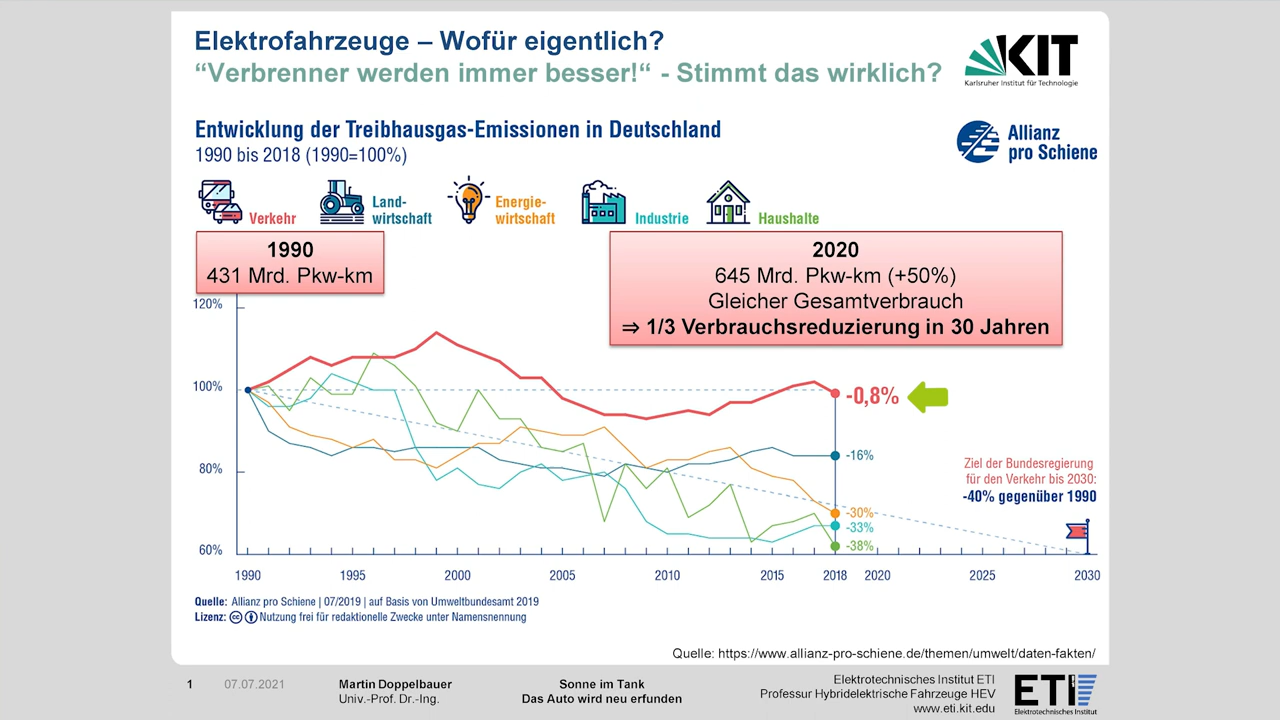 Elektrofahrzeuge – Wofür eigentlich?
“Verbrenner werden immer besser!“ - Stimmt das wirklich?
KIT
Karlsruher Institut für Technologie
Entwicklung der Treibhausgas-Emissionen in Deutschland
1990 bis 2018 (1990=100%)
Allianz
pro Schiene
Verkehr
Land-
wirtschaft
Energie-
wirtschaft
Industrie
Haushalte
1990
431 Mrd. Pkw-km
2020
645 Mrd. Pkw-km (+50%)
Gleicher Gesamtverbrauch
⇒ 1/3 Verbrauchsreduzierung in 30 Jahren
120%
100%
80%
60%
-0,8%
-16%
-30%
-33%
-38%
Ziel der Bundesregierung
für den Verkehr bis 2030:
-40% gegenüber 1990
1990 1995 2000 2005 2010 2015 2018 2020 2025 2030
Quelle: Allianz pro Schiene | 07/2019 | auf Basis von Umweltbundesamt 2019
Lizenz: Nutzung frei für redaktionelle Zwecke unter Namensnennung
Quelle: https://www.allianz-pro-schiene.de/themen/umwelt/daten-fakten/
1 07.07.2021
Martin Doppelbauer
Univ.-Prof. Dr.-Ing.
Sonne im Tank
Das Auto wird neu erfunden
Elektrotechnisches Institut ETI
Professur Hybridelektrische Fahrzeuge HEV
www.eti.kit.edu
ETI
Elektrotechnisches Institut